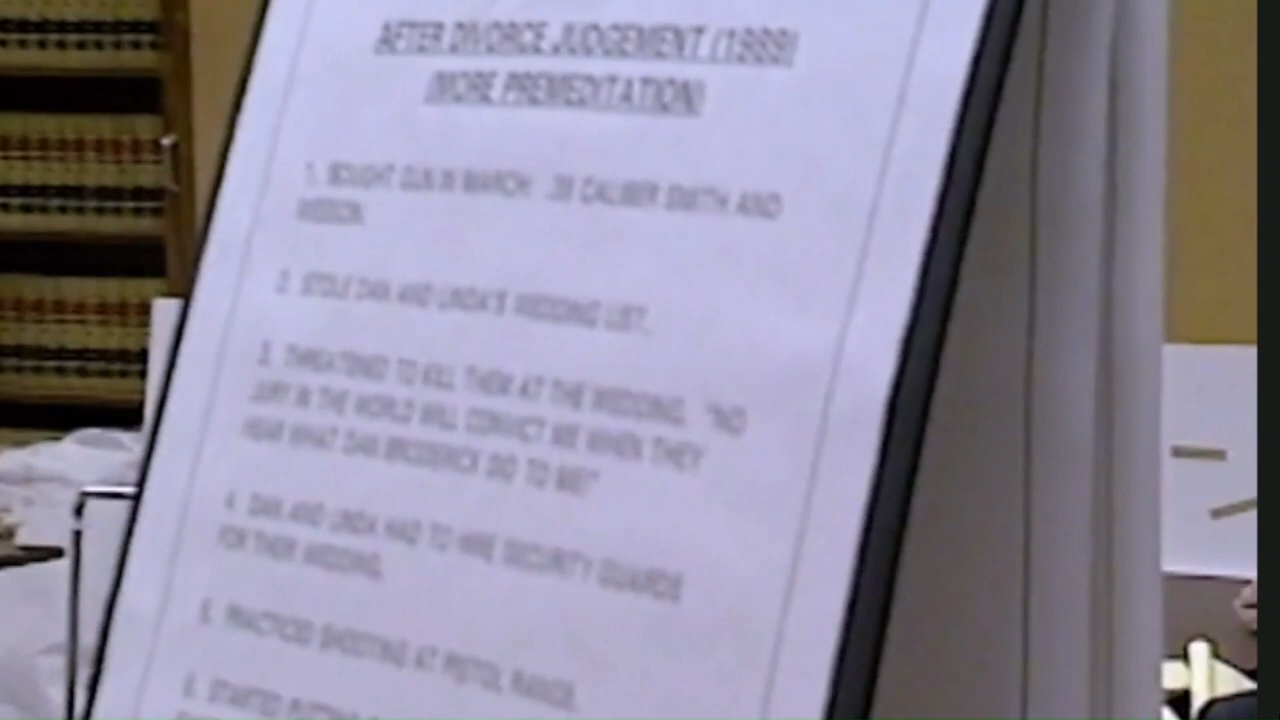 AFTER DIVORCE JUDGEMENT (1989)
(MORE PREMEDITATION)
1. BOUGHT GUN IN MARCH: .38 CALIBER SMITH AND
WESSON.
2. STOLE DAN AND LINDA'S WEDDING LIST.
3. THREATENED TO KILL THEM AT THE WEDDING. "NO
JURY IN THE WORLD WILL CONVICT ME WHEN THEY
HEAR WHAT DAN BRODERICK DID TO ME!"
4. DAN AND LINDA HAD TO HIRE SECURITY GUARDS
FOR THEIR WEDDING.
5. PRACTICED SHOOTING AT PISTOL RANGE.
6. STARTED